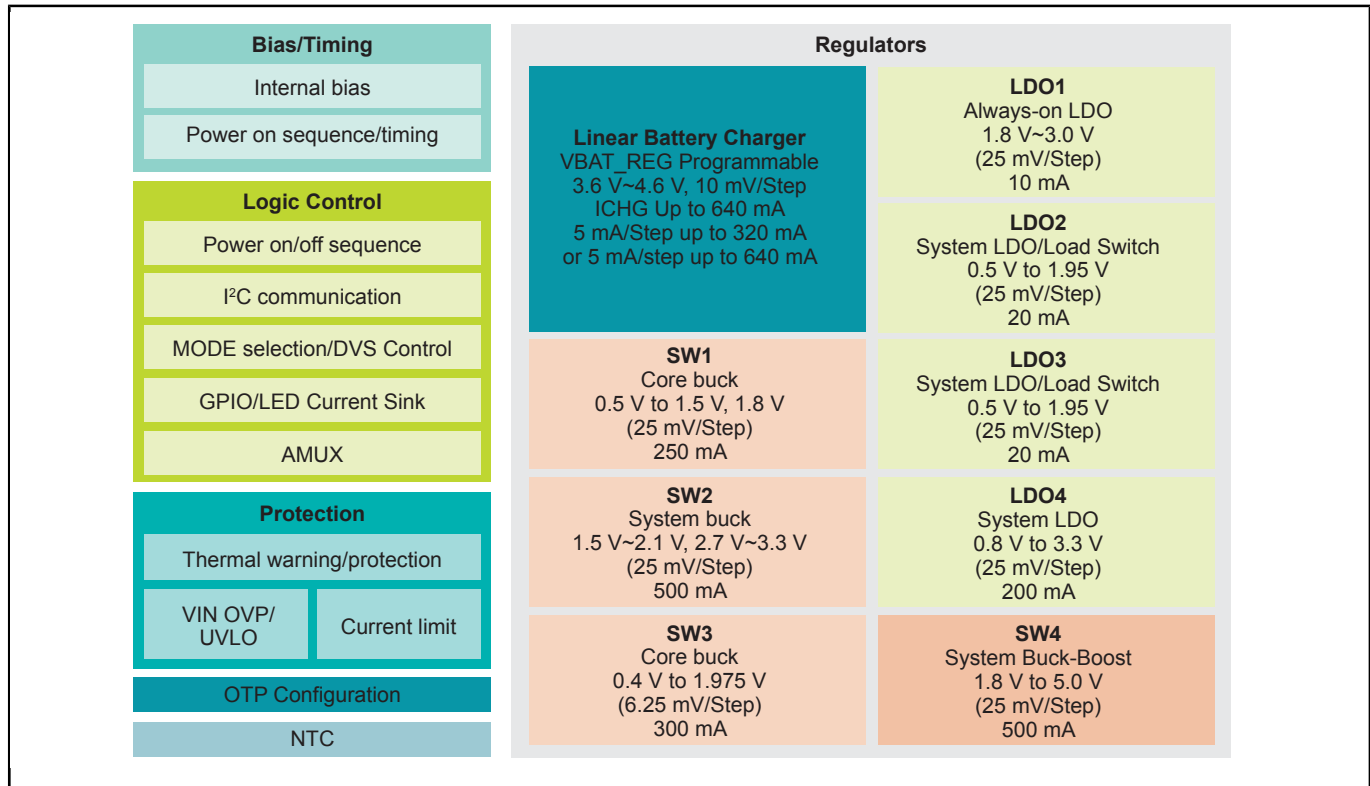 Bias/Timing
Internal bias
Power on sequence/timing
Logic Control
Power on/off sequence
I²C communication
MODE selection/DVS Control
GPIO/LED Current Sink
AMUX
Protection
Thermal warning/protection
VIN OVP/
UVLO
Current limit
OTP Configuration
NTC
Regulators
Linear Battery Charger
VBAT_REG Programmable
3.6 V~4.6 V, 10 mV/Step
ICHG Up to 640 mA
5 mA/Step up to 320 mA
or 5 mA/step up to 640 mA
SW1
Core buck
0.5 V to 1.5 V, 1.8 V
(25 mV/Step)
250 mA
SW2
System buck
1.5 V~2.1 V, 2.7 V~3.3 V
(25 mV/Step)
500 mA
SW3
Core buck
0.4 V to 1.975 V
(6.25 mV/Step)
300 mA
LDO1
Always-on LDO
1.8 V~3.0 V
(25 mV/Step)
10 mA
LDO2
System LDO/Load Switch
0.5 V to 1.95 V
(25 mV/Step)
20 mA
LDO3
System LDO/Load Switch
0.5 V to 1.95 V
(25 mV/Step)
20 mA
LDO4
System LDO
0.8 V to 3.3 V
(25 mV/Step)
200 mA
SW4
System Buck-Boost
1.8 V to 5.0 V
(25 mV/Step)
500 mA